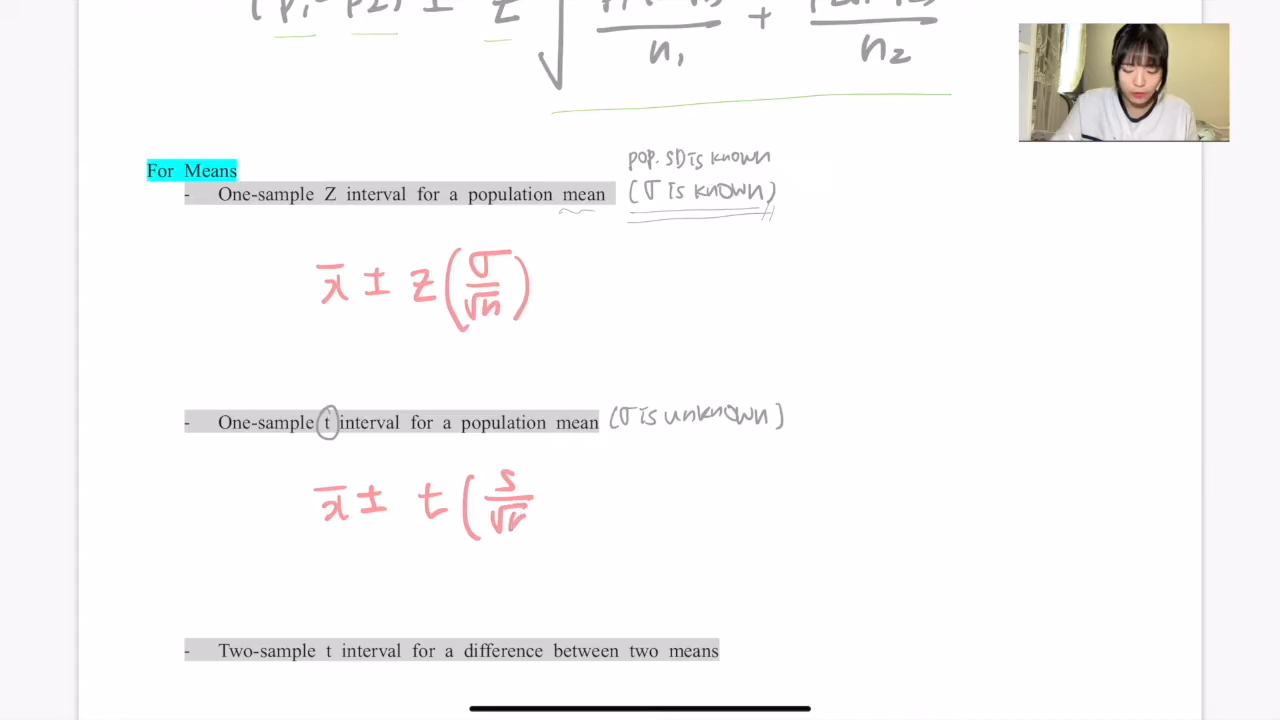 n₁ + n₂
For Means
pop. SD is known
- One-sample Z interval for a population mean (σ is known)
x̄ ± z(σ/√n)
- One-sample t interval for a population mean (σ is unknown)
x̄ ± t (s/√
- Two-sample t interval for a difference between two means